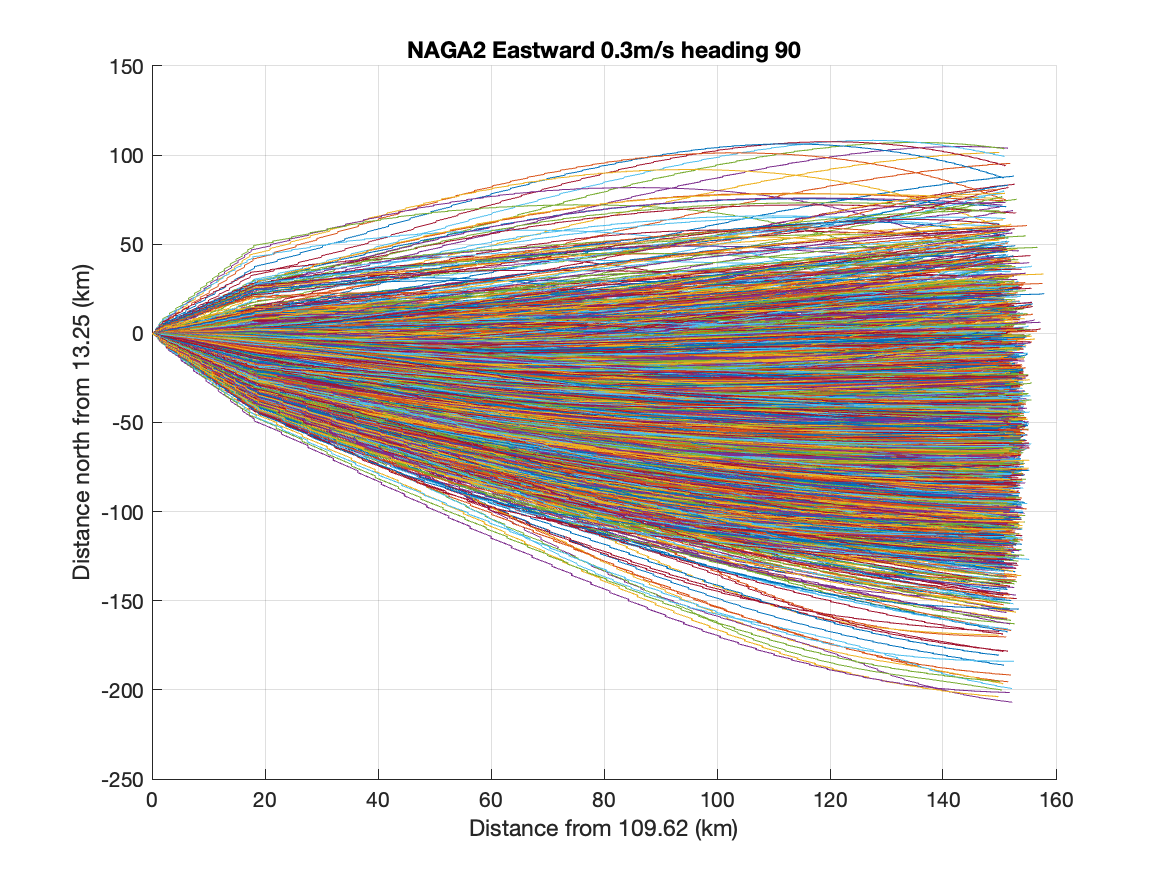 NAGA2 Eastward 0.3m/s heading 90
150
100
50
0
-50
-100
-150
-200
-250
Distance north from 13.25 (km)
0 20 40 60 80 100 120 140 160
Distance from 109.62 (km)